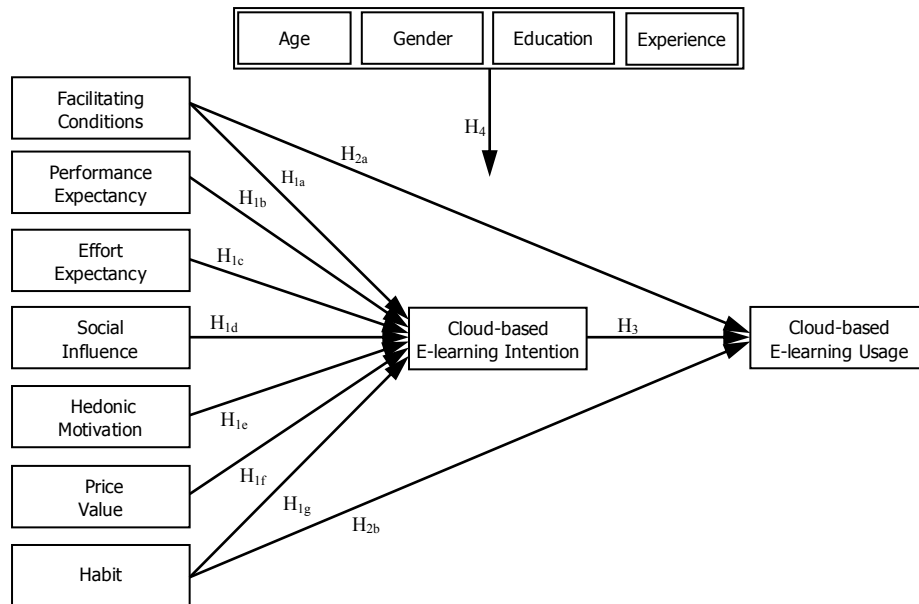 Age
Gender
Education
Experience
H4
Facilitating
Conditions
H2a
H1a
Performance
Expectancy
H1b
Effort
Expectancy
H1c
Social
Influence
H1d
Cloud-based
E-learning Intention
H3
Cloud-based
E-learning Usage
Hedonic
Motivation
H1e
Price
Value
H1f
H1g
H2b
Habit